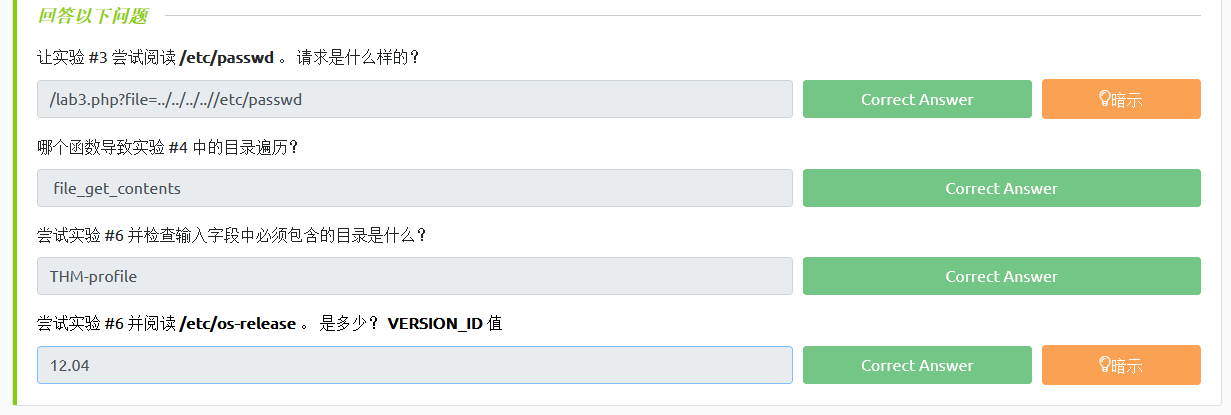 回答以下问题
让实验 #3 尝试阅读 /etc/passwd 。 请求是什么样的？
/lab3.php?file=../../../..//etc/passwd
Correct Answer
暗示
哪个函数导致实验 #4 中的目录遍历？
file_get_contents
Correct Answer
尝试实验 #6 并检查输入字段中必须包含的目录是什么？
THM-profile
Correct Answer
尝试实验 #6 并阅读 /etc/os-release 。 是多少？ VERSION_ID 值
12.04
Correct Answer
暗示